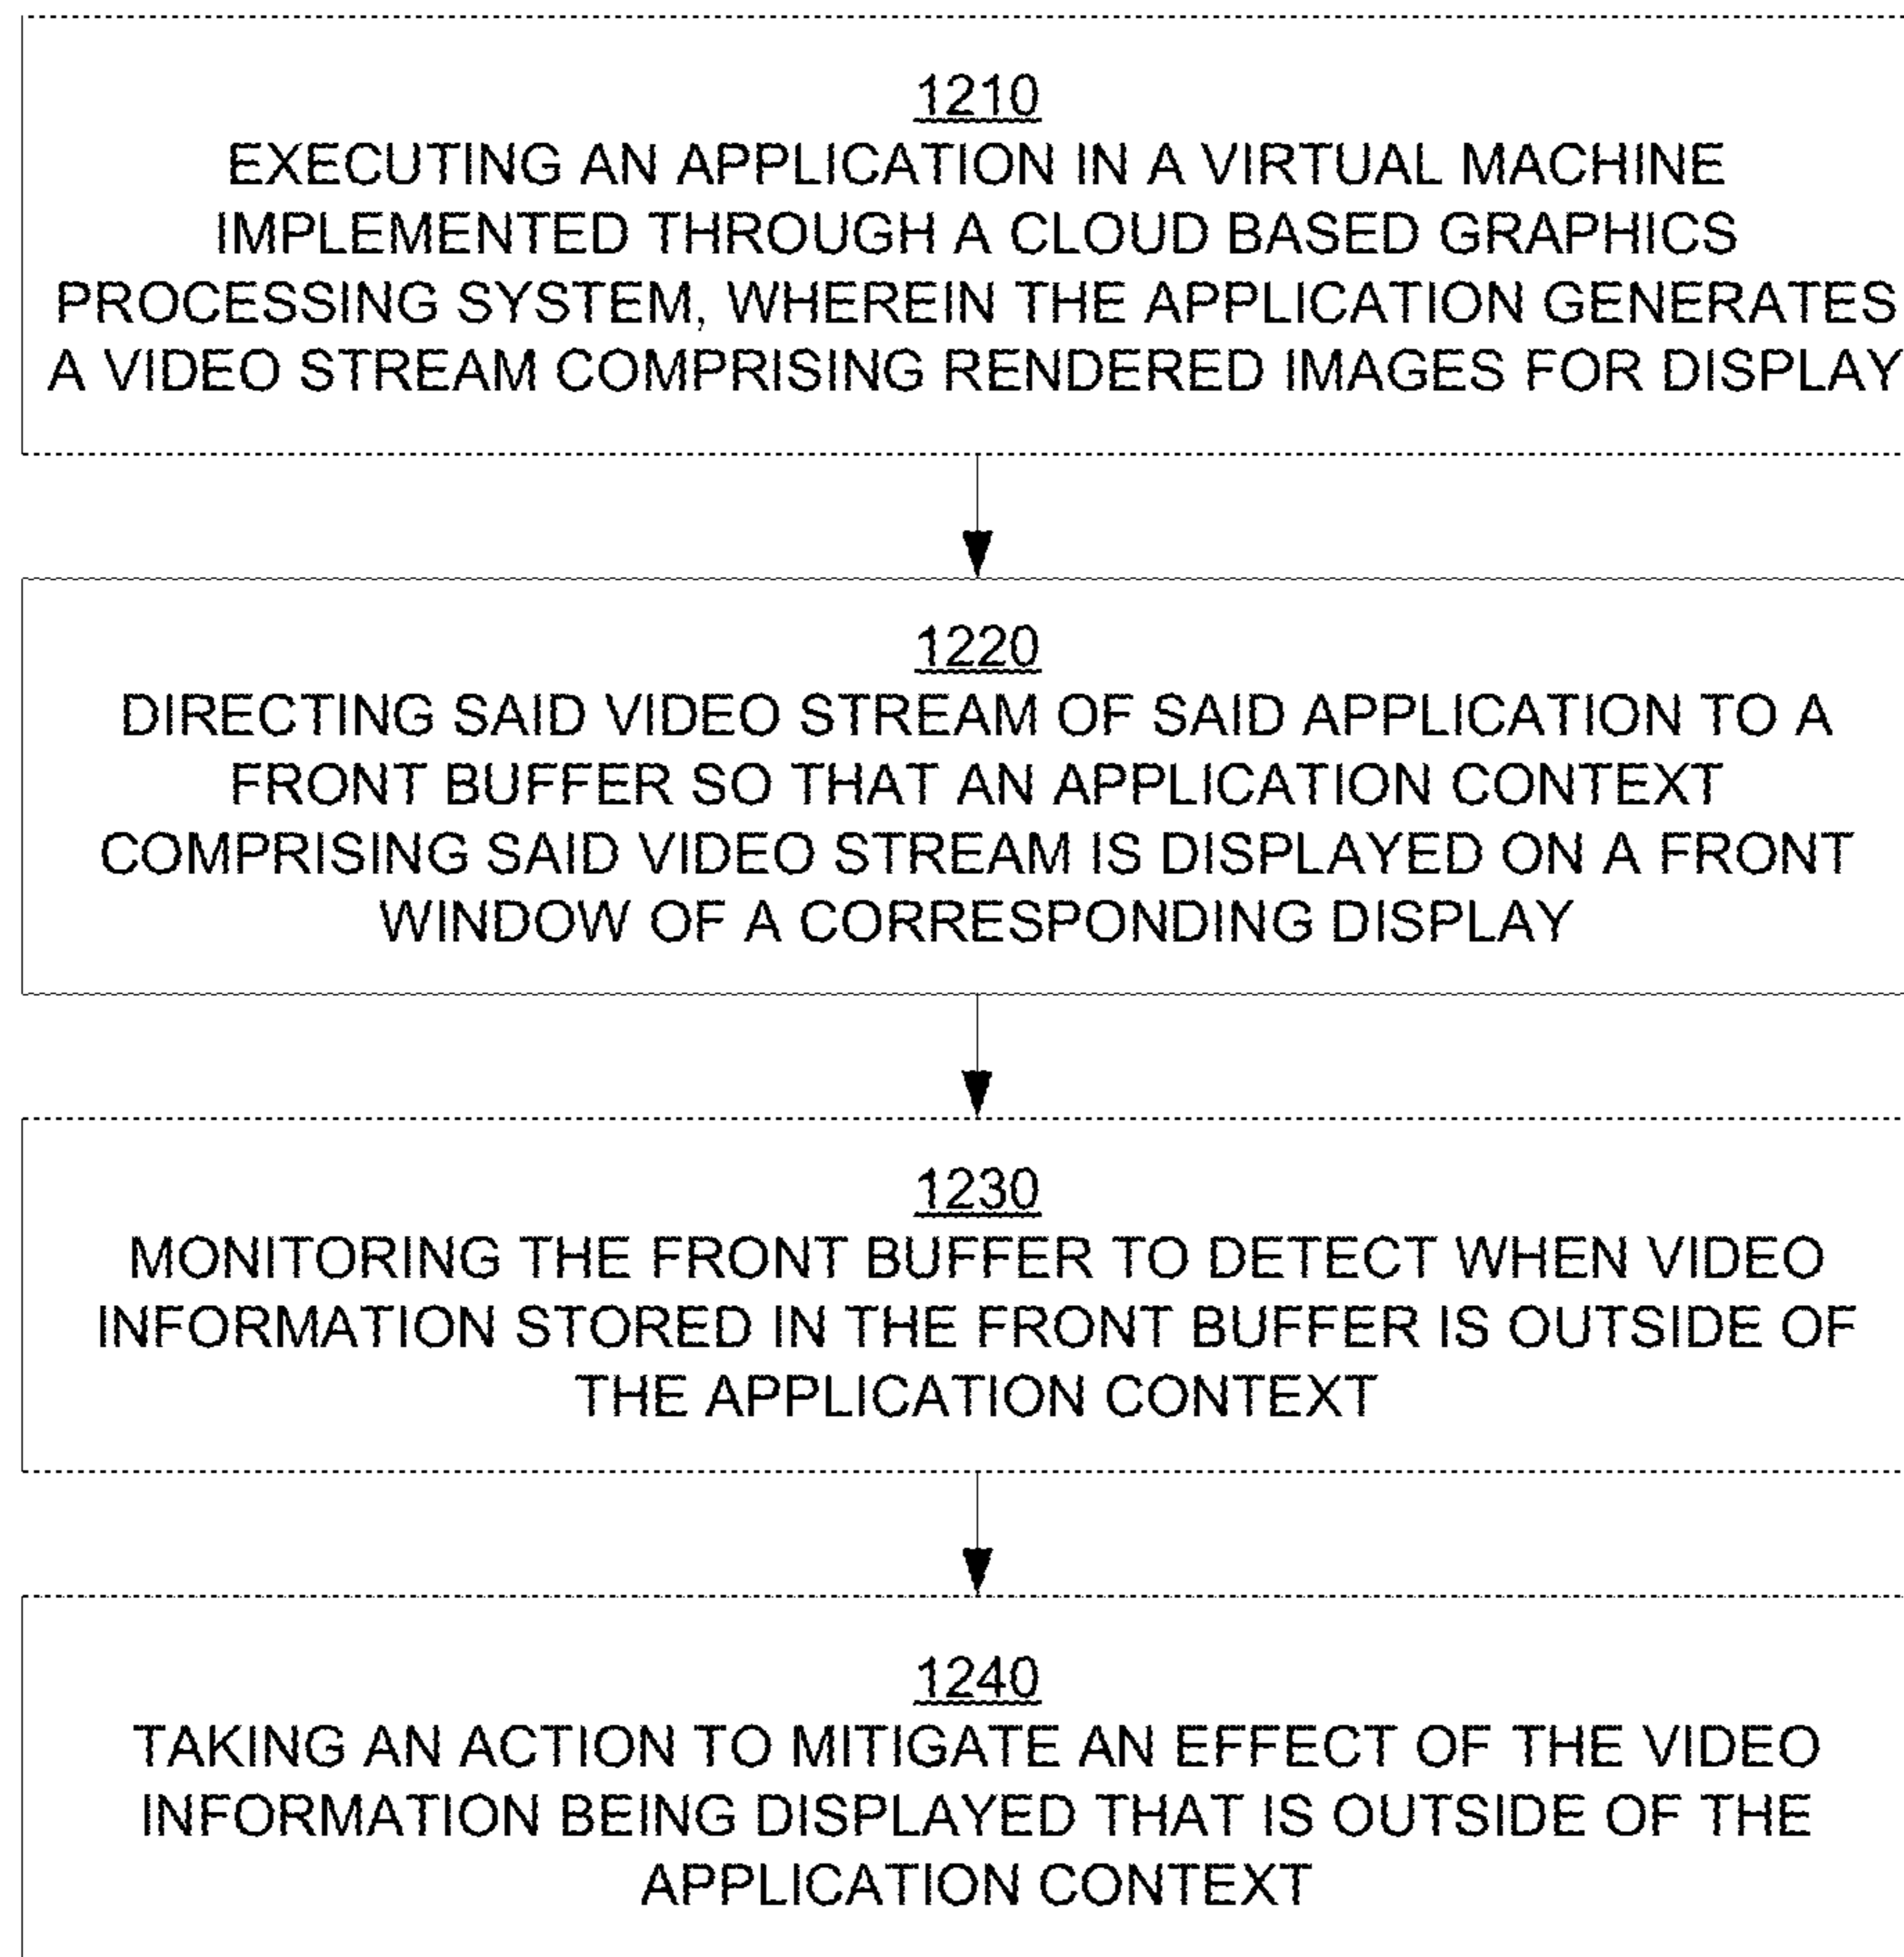 1210
EXECUTING AN APPLICATION IN A VIRTUAL MACHINE
IMPLEMENTED THROUGH A CLOUD BASED GRAPHICS
PROCESSING SYSTEM, WHEREIN THE APPLICATION GENERATES
A VIDEO STREAM COMPRISING RENDERED IMAGES FOR DISPLAY
1220
DIRECTING SAID VIDEO STREAM OF SAID APPLICATION TO A
FRONT BUFFER SO THAT AN APPLICATION CONTEXT
COMPRISING SAID VIDEO STREAM IS DISPLAYED ON A FRONT
WINDOW OF A CORRESPONDING DISPLAY
1230
MONITORING THE FRONT BUFFER TO DETECT WHEN VIDEO
INFORMATION STORED IN THE FRONT BUFFER IS OUTSIDE OF
THE APPLICATION CONTEXT
1240
TAKING AN ACTION TO MITIGATE AN EFFECT OF THE VIDEO
INFORMATION BEING DISPLAYED THAT IS OUTSIDE OF THE
APPLICATION CONTEXT